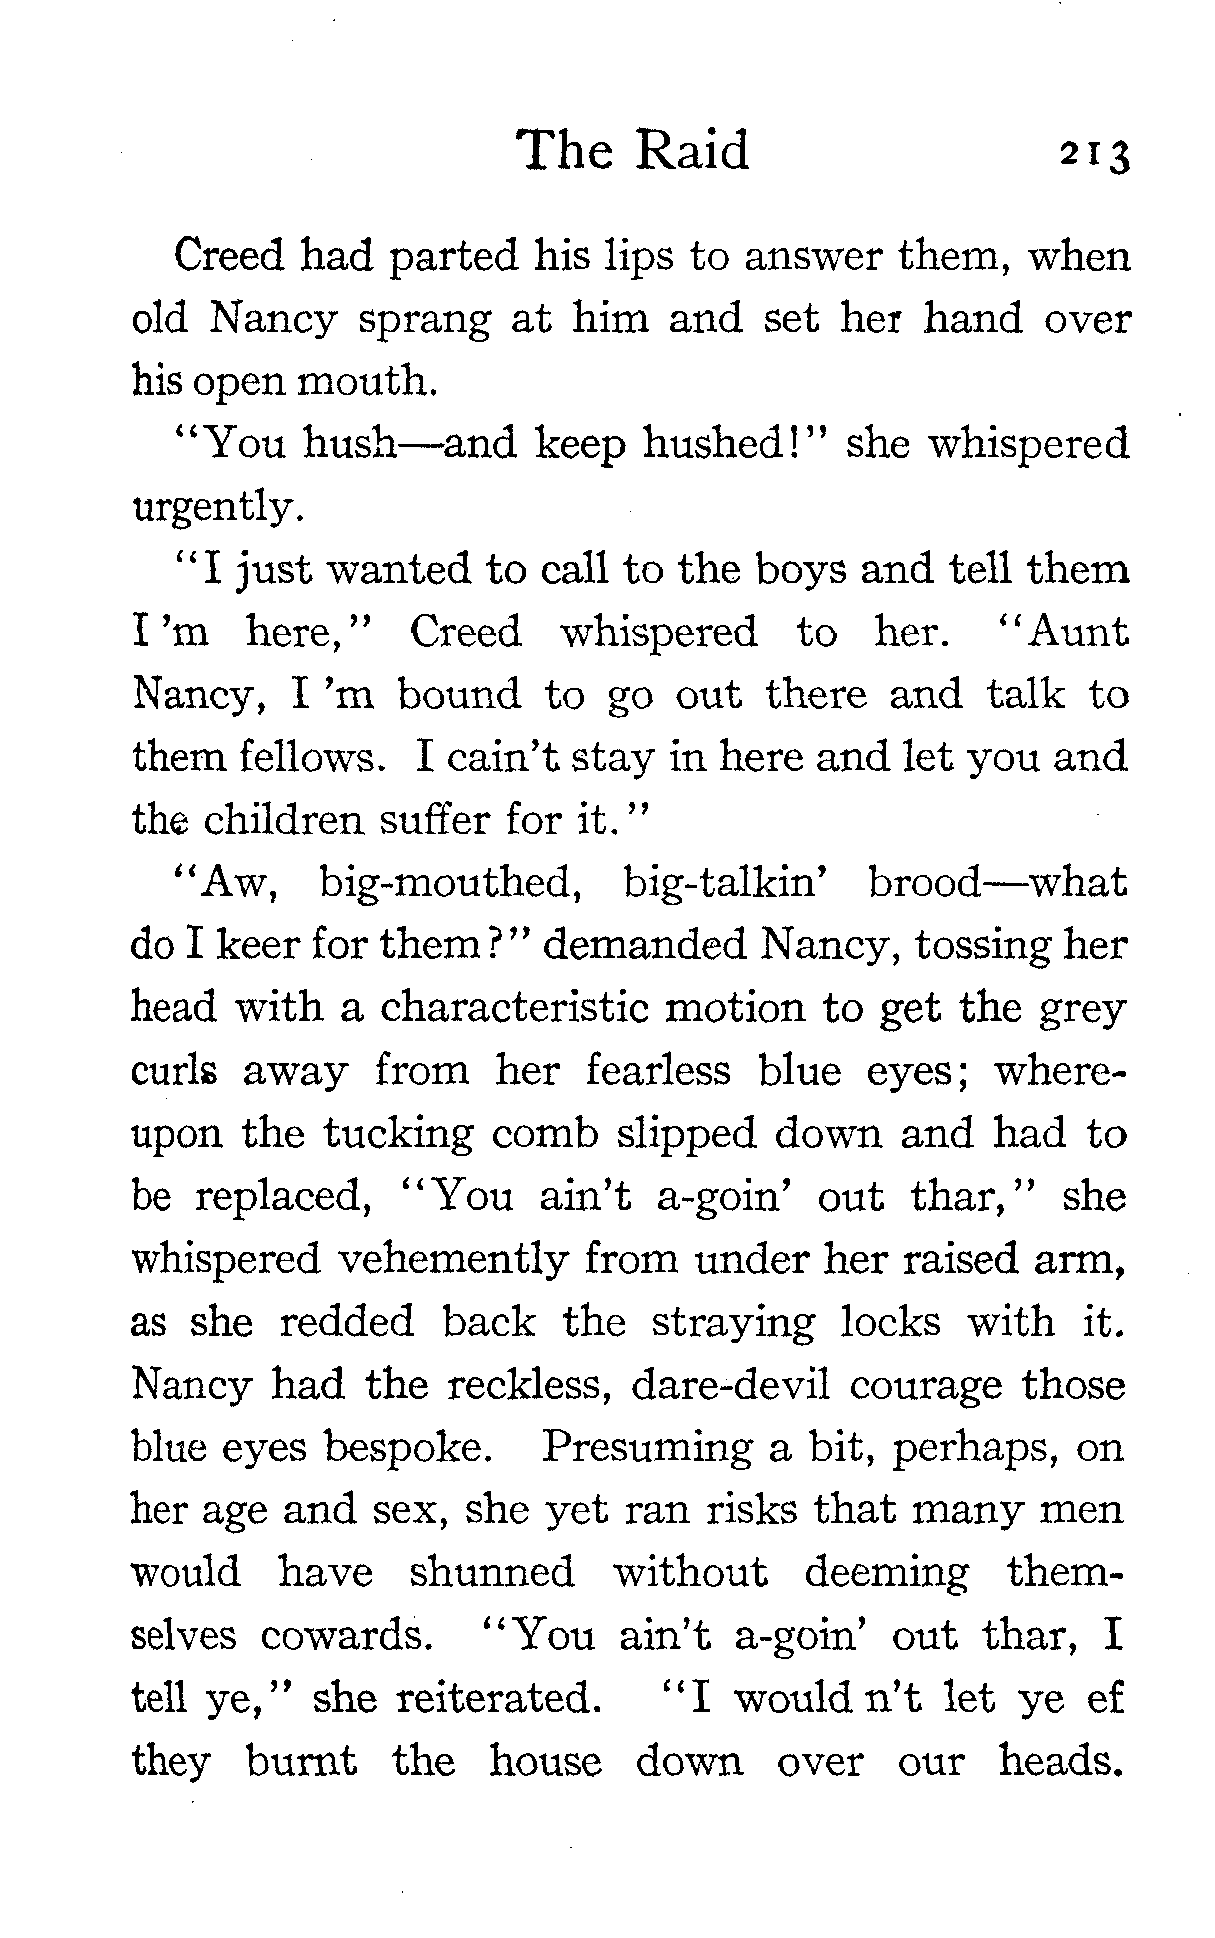 The Raid 213
Creed had parted his lips to answer them, when
old Nancy sprang at him and set her hand over
his open mouth.
"You hush—and keep hushed!" she whispered
urgently.
"I just wanted to call to the boys and tell them
I 'm here," Creed whispered to her. "Aunt
Nancy, I 'm bound to go out there and talk to
them fellows. I cain't stay in here and let you and
the children suffer for it."
"Aw, big-mouthed, big-talkin' brood—what
do I keer for them?" demanded Nancy, tossing her
head with a characteristic motion to get the grey
curls away from her fearless blue eyes; where-
upon the tucking comb slipped down and had to
be replaced, "You ain't a-goin' out thar," she
whispered vehemently from under her raised arm,
as she redded back the straying locks with it.
Nancy had the reckless, dare-devil courage those
blue eyes bespoke. Presuming a bit, perhaps, on
her age and sex, she yet ran risks that many men
would have shunned without deeming them-
selves cowards. "You ain't a-goin' out thar, I
tell ye," she reiterated. "I would n't let ye ef
they burnt the house down over our heads.